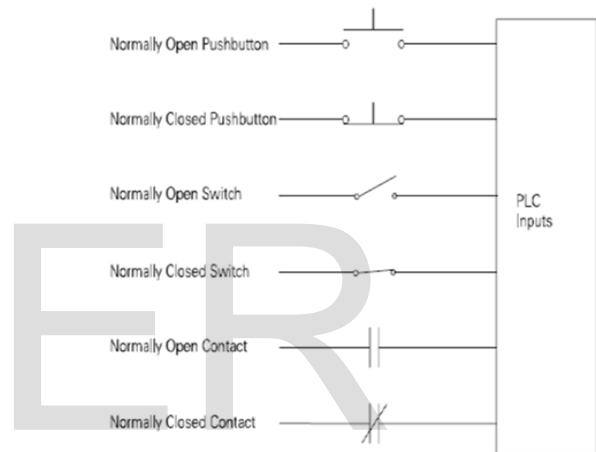 Normally Open Pushbutton
Normally Closed Pushbutton
Normally Open Switch
PLC
Inputs
Normally Closed Switch
Normally Open Contact
Normally Closed Contact
ER